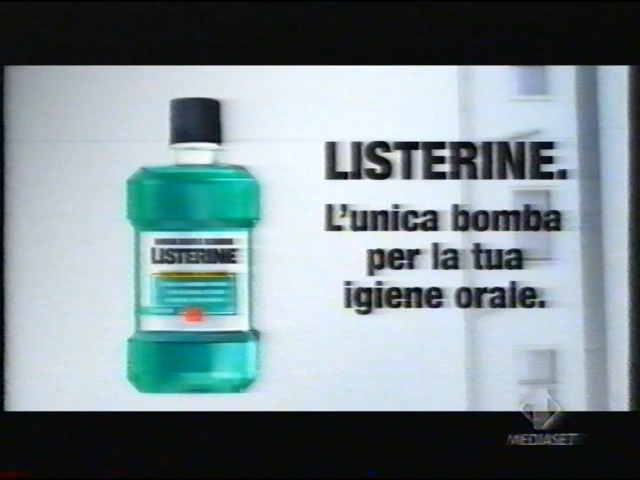 LISTERINE.
L'unica bomba
per la tua
igiene orale.
LISTERINE
MEDIASET